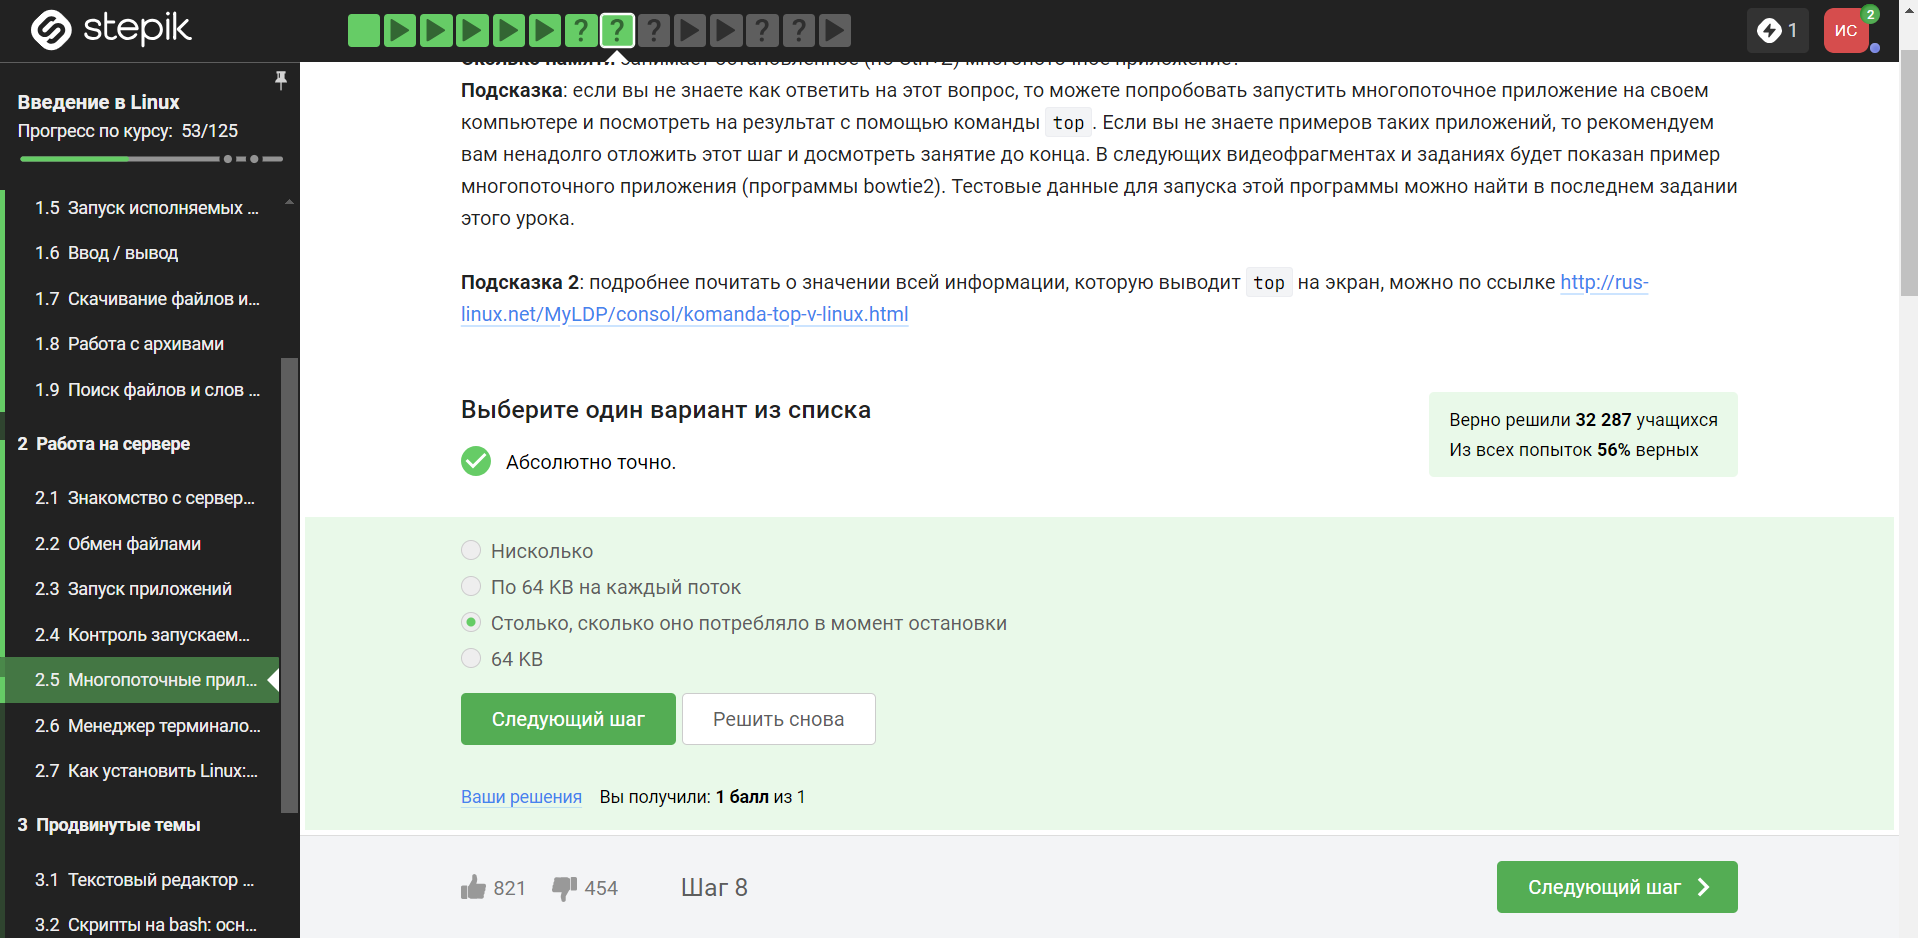 stepik
1
ИС
2
Введение в Linux
Прогресс по курсу: 53/125
1.5 Запуск исполняемых ...
1.6 Ввод / вывод
1.7 Скачивание файлов и...
1.8 Работа с архивами
1.9 Поиск файлов и слов ...
2 Работа на сервере
2.1 Знакомство с сервер...
2.2 Обмен файлами
2.3 Запуск приложений
2.4 Контроль запускаем...
2.5 Многопоточные прил...
2.6 Менеджер терминало...
2.7 Как установить Linux:...
3 Продвинутые темы
3.1 Текстовый редактор ...
3.2 Скрипты на bash: осн...
Сколько памяти занимает остановленное (по Ctrl+Z) многопоточное приложение?
Подсказка: если вы не знаете как ответить на этот вопрос, то можете попробовать запустить многопоточное приложение на своем
компьютере и посмотреть на результат с помощью команды top . Если вы не знаете примеров таких приложений, то рекомендуем
вам ненадолго отложить этот шаг и досмотреть занятие до конца. В следующих видеофрагментах и заданиях будет показан пример
многопоточного приложения (программы bowtie2). Тестовые данные для запуска этой программы можно найти в последнем задании
этого урока.
Подсказка 2: подробнее почитать о значении всей информации, которую выводит top на экран, можно по ссылке http://rus-
linux.net/MyLDP/consol/komanda-top-v-linux.html
Выберите один вариант из списка
Абсолютно точно.
Верно решили 32 287 учащихся
Из всех попыток 56% верных
Нисколько
По 64 KB на каждый поток
Столько, сколько оно потребляло в момент остановки
64 KB
Следующий шаг
Решить снова
Ваши решения Вы получили: 1 балл из 1
821 454 Шаг 8
Следующий шаг